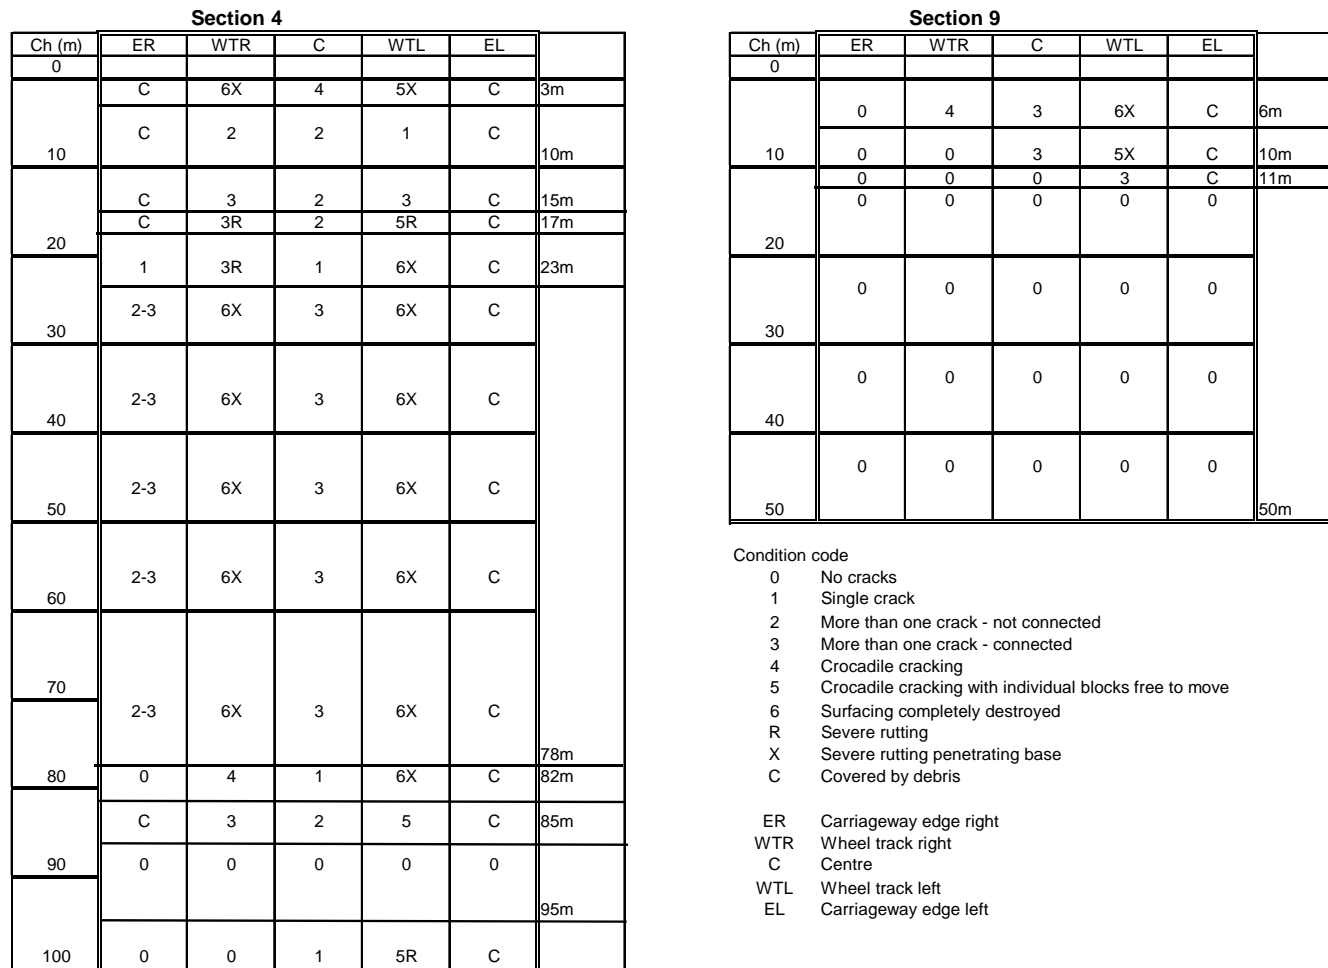 Section 4
Ch (m) ER WTR C WTL EL
0
C 6X 4 5X C 3m
C 2 2 1 C
10 10m
C 3 2 3 C 15m
C 3R 2 5R C 17m
20
1 3R 1 6X C 23m
2-3 6X 3 6X C
30
2-3 6X 3 6X C
40
2-3 6X 3 6X C
50
2-3 6X 3 6X C
60
70
2-3 6X 3 6X C
78m
80 0 4 1 6X C 82m
C 3 2 5 C 85m
90 0 0 0 0 0
95m
100 0 0 1 5R C
Section 9
Ch (m) ER WTR C WTL EL
0
0 4 3 6X C 6m
10 0 0 3 5X C 10m
0 0 0 3 C 11m
0 0 0 0 0
20
0 0 0 0 0
30
0 0 0 0 0
40
0 0 0 0 0
50 50m
Condition code
0 No cracks
1 Single crack
2 More than one crack - not connected
3 More than one crack - connected
4 Crocadile cracking
5 Crocadile cracking with individual blocks free to move
6 Surfacing completely destroyed
R Severe rutting
X Severe rutting penetrating base
C Covered by debris
ER Carriageway edge right
WTR Wheel track right
C Centre
WTL Wheel track left
EL Carriageway edge left